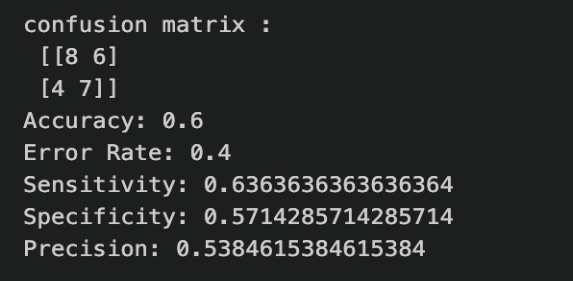 confusion matrix :
[[8 6]
[4 7]]
Accuracy: 0.6
Error Rate: 0.4
Sensitivity: 0.6363636363636364
Specificity: 0.5714285714285714
Precision: 0.5384615384615384